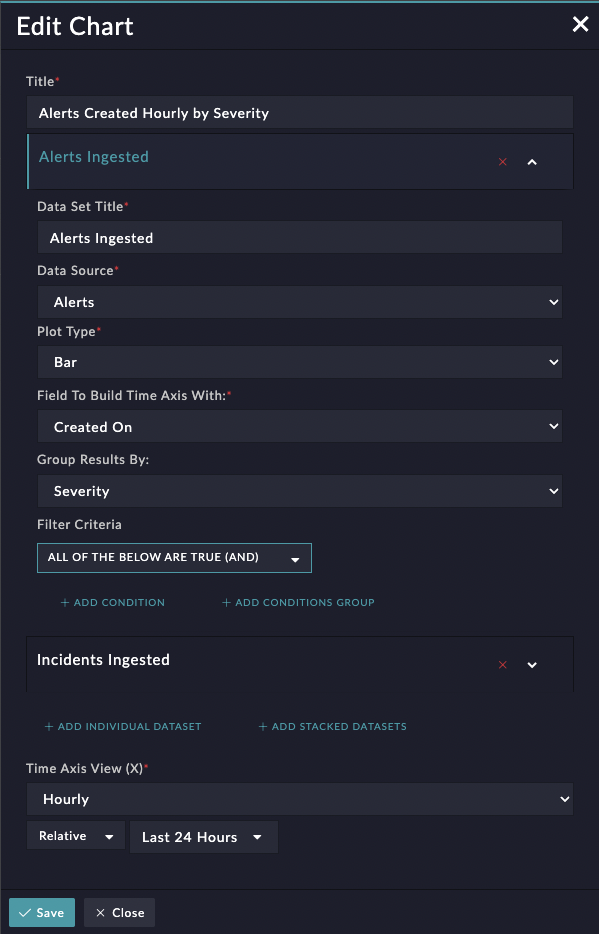 Edit Chart
Title*
Alerts Created Hourly by Severity
Alerts Ingested
Data Set Title*
Alerts Ingested
Data Source*
Alerts
Plot Type*
Bar
Field To Build Time Axis With:*
Created On
Group Results By:
Severity
Filter Criteria
ALL OF THE BELOW ARE TRUE (AND)
+ ADD CONDITION + ADD CONDITIONS GROUP
Incidents Ingested
+ ADD INDIVIDUAL DATASET + ADD STACKED DATASETS
Time Axis View (X)*
Hourly
Relative Last 24 Hours
Save Close